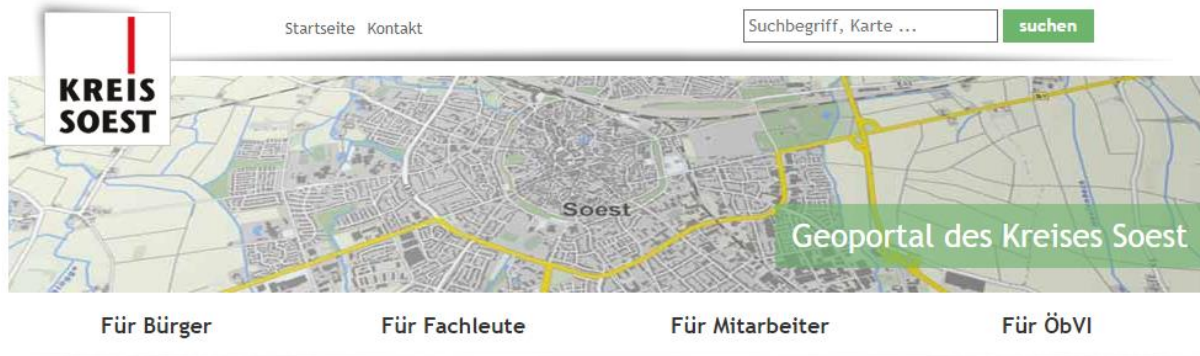 Startseite Kontakt
Suchbegriff, Karte ...
suchen
KREIS
SOEST
Soest
Geoportal des Kreises Soest
Für Bürger
Für Fachleute
Für Mitarbeiter
Für ÖbVI